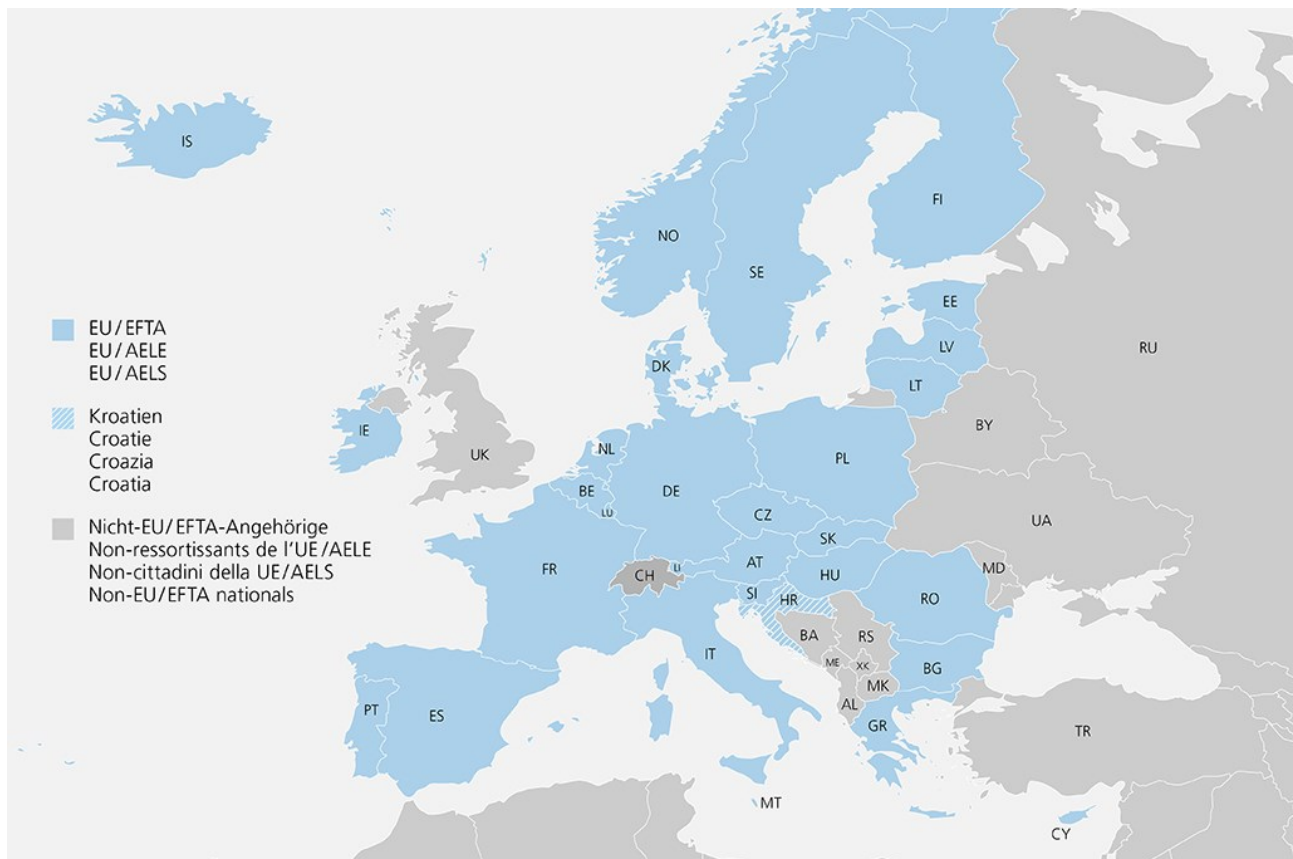 IS
NO
SE
FI
EE
LV
LT
RU
DK
EU/EFTA
EU/AELE
EU/AELS
Kroatien
Croatie
Croazia
Croatia
Nicht-EU/EFTA-Angehörige
Non-ressortissants de l'UE/AELE
Non-cittadini della UE/AELS
Non-EU/EFTA nationals
IE
UK
NL
BE
LU
DE
PL
BY
UA
CZ
SK
FR
CH
LI
AT
HU
MD
SI
HR
RO
BA
RS
IT
ME
XK
BG
MK
AL
PT
ES
GR
TR
MT
CY